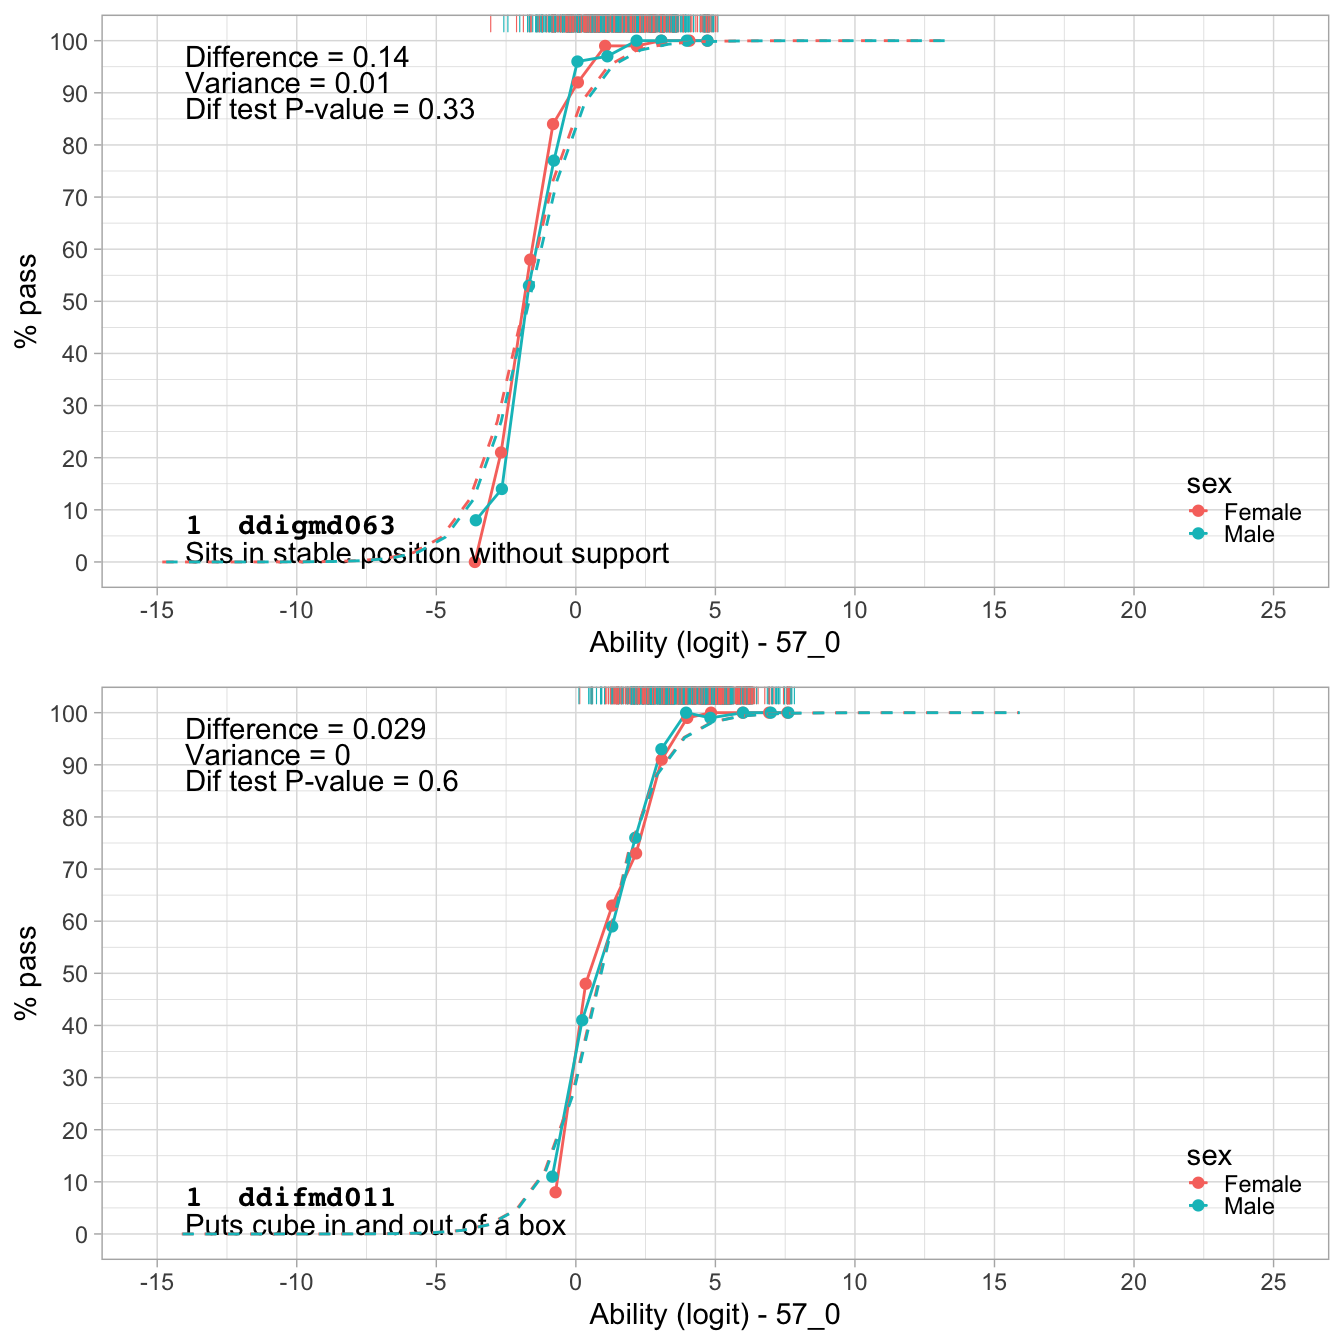 100
90
80
70
60
50
40
30
20
10
0
% pass
Difference = 0.14
Variance = 0.01
Dif test P-value = 0.33
1 ddigmd063
Sits in stable position without support
sex
Female
Male
-15 -10 -5 0 5 10 15 20 25
Ability (logit) - 57_0
100
90
80
70
60
50
40
30
20
10
0
% pass
Difference = 0.029
Variance = 0
Dif test P-value = 0.6
1 ddifmd011
Puts cube in and out of a box
sex
Female
Male
-15 -10 -5 0 5 10 15 20 25
Ability (logit) - 57_0